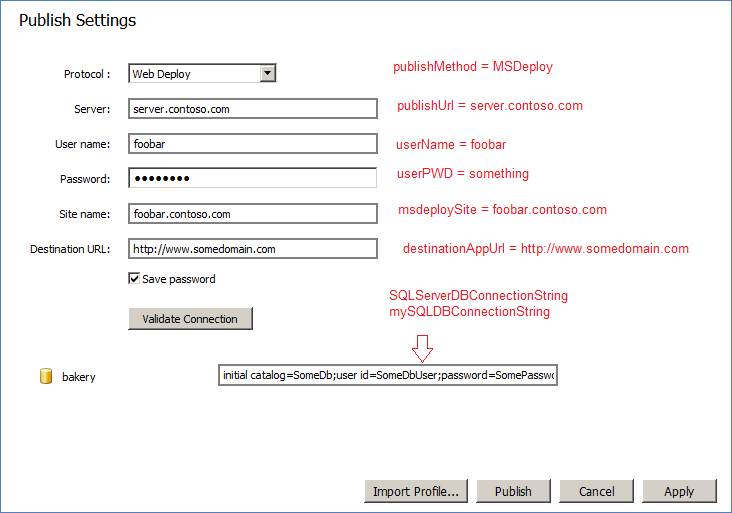 Publish Settings
Protocol : Web Deploy publishMethod = MSDeploy
Server: server.contoso.com publishUrl = server.contoso.com
User name: foobar userName = foobar
Password: ●●●●●●●● userPWD = something
Site name: foobar.contoso.com msdeploySite = foobar.contoso.com
Destination URL: http://www.somedomain.com destinationAppUrl = http://www.somedomain.com
Save password
SQLServerDBConnectionString
mySQLDBConnectionString
Validate Connection
bakery initial catalog=SomeDb;user id=SomeDbUser;password=SomePasswo
Import Profile... Publish Cancel Apply